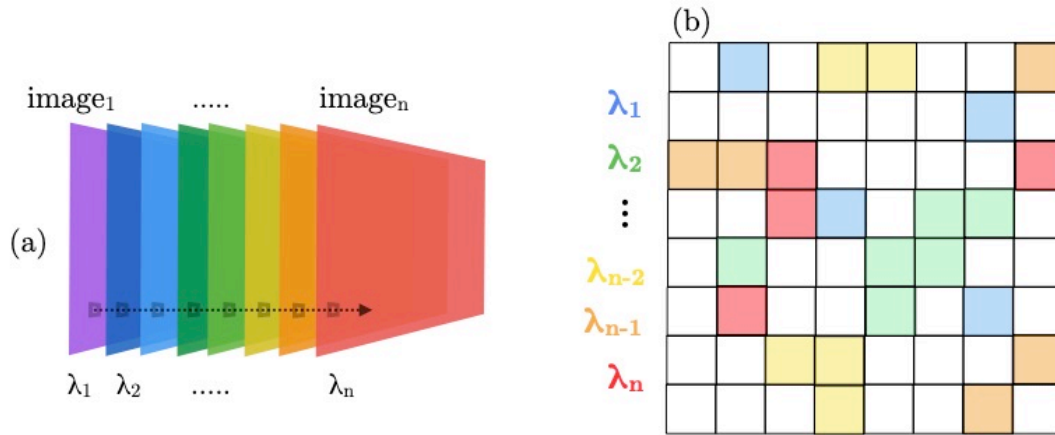 (a)
image₁ ..... imageₙ
λ₁ λ₂ ..... λₙ
(b)
λ₁
λ₂
⋮
λₙ₋₂
λₙ₋₁
λₙ